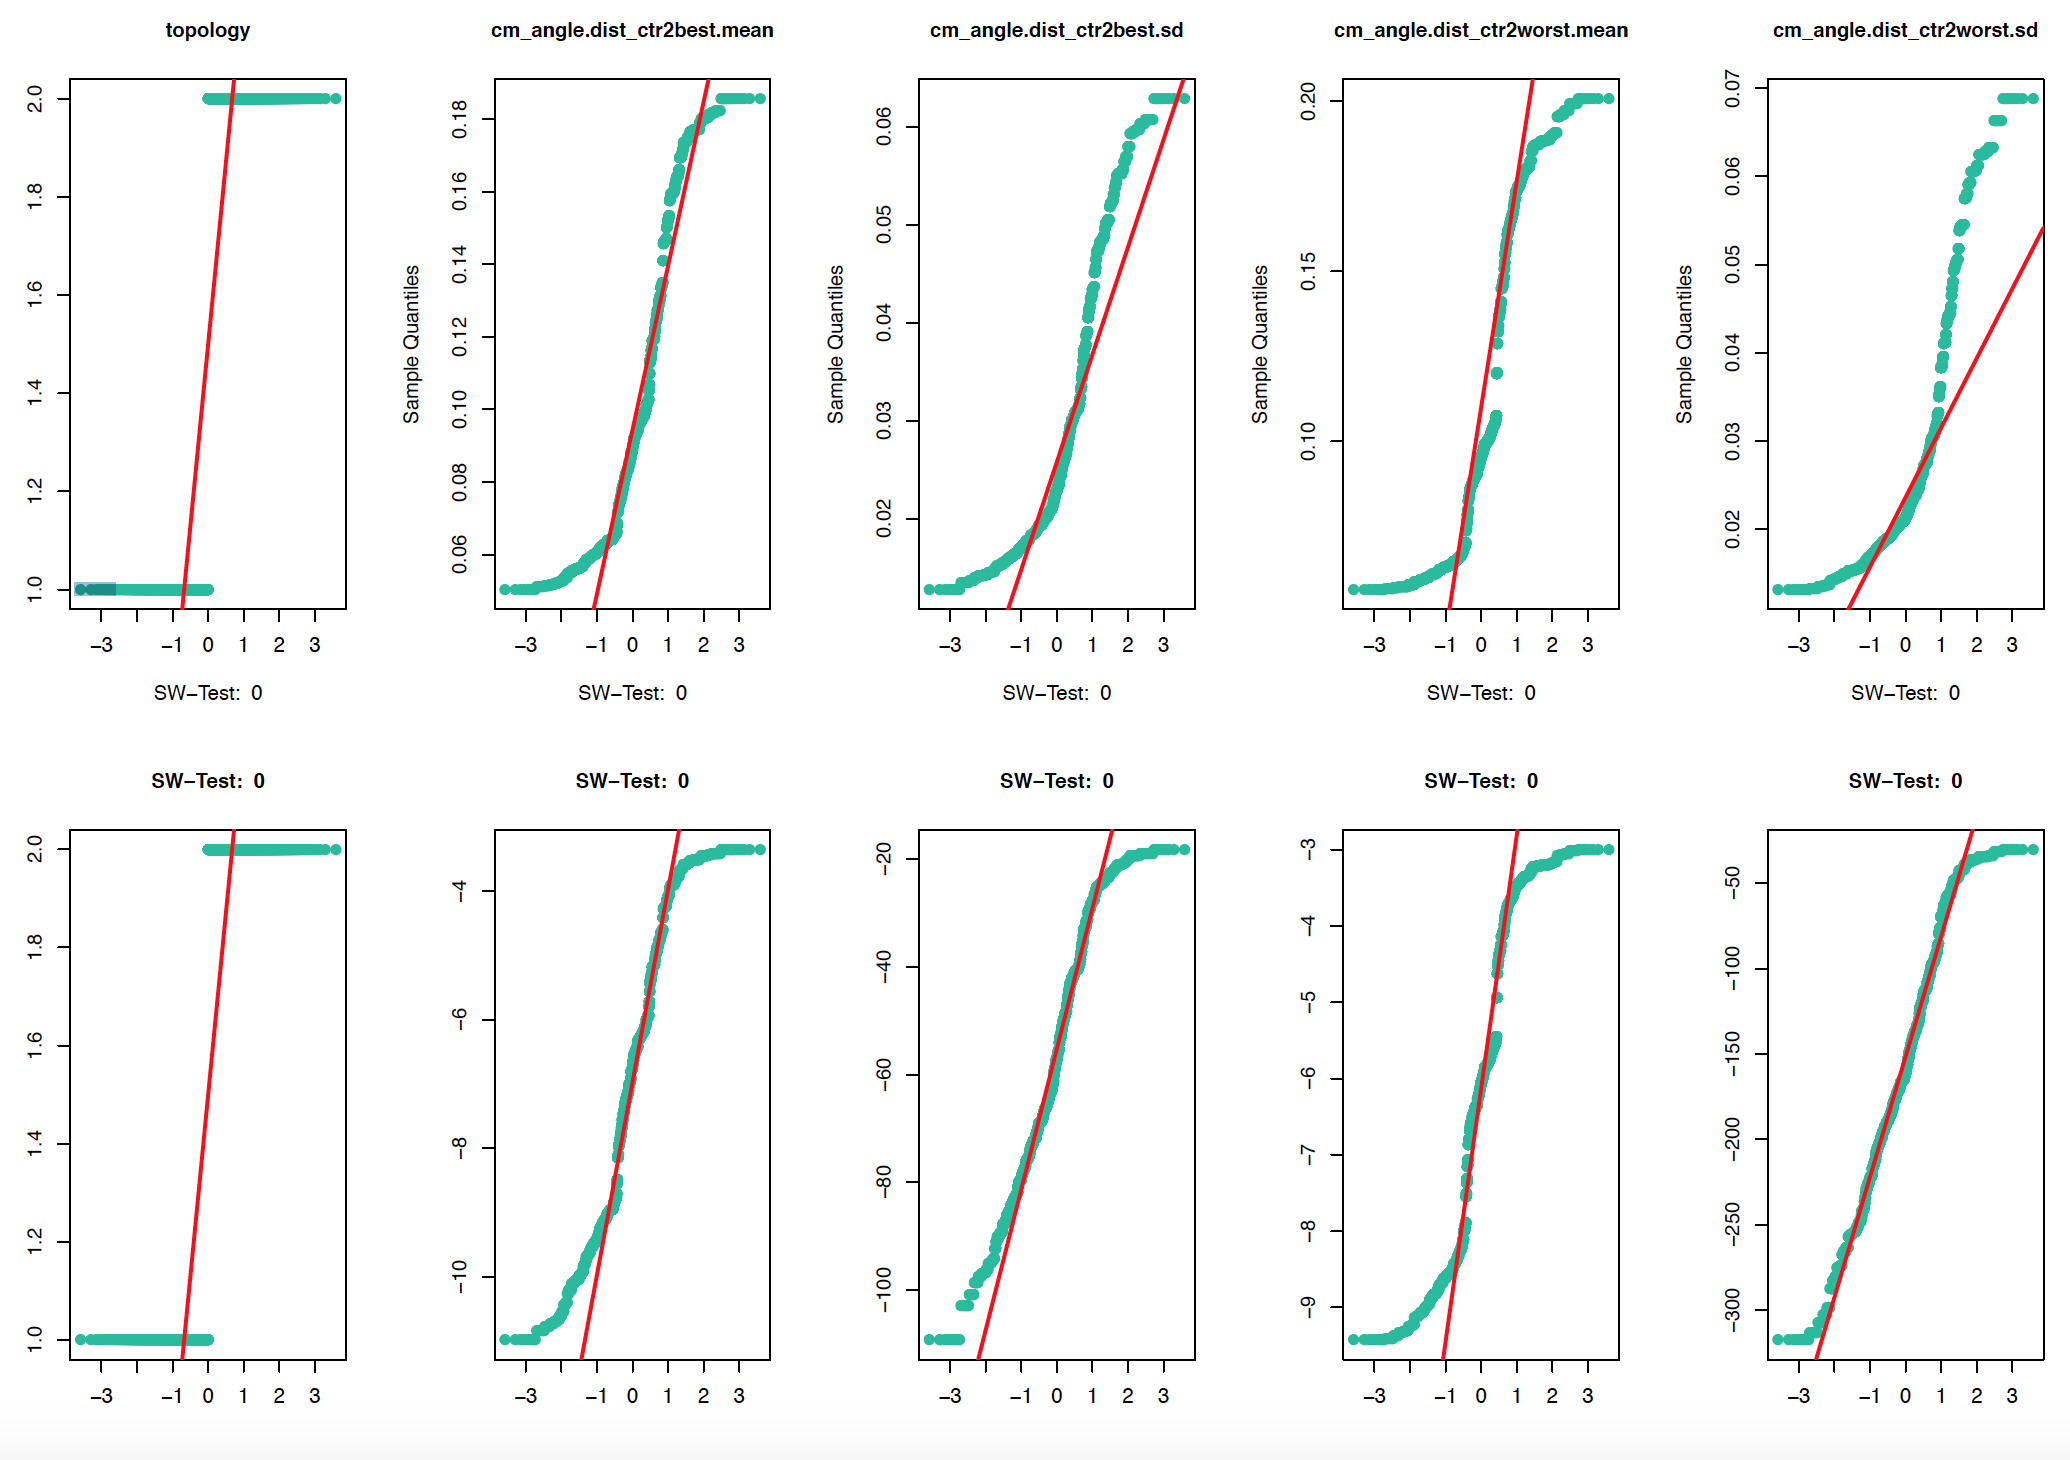 topology cm_angle.dist_ctr2best.mean cm_angle.dist_ctr2best.sd cm_angle.dist_ctr2worst.mean cm_angle.dist_ctr2worst.sd
2.0
1.8
1.6
1.4
1.2
1.0
−3 −1 0 1 2 3
SW−Test: 0
Sample Quantiles
0.18
0.16
0.14
0.12
0.10
0.08
0.06
−3 −1 0 1 2 3
SW−Test: 0
Sample Quantiles
0.06
0.05
0.04
0.03
0.02
−3 −1 0 1 2 3
SW−Test: 0
Sample Quantiles
0.20
0.15
0.10
−3 −1 0 1 2 3
SW−Test: 0
Sample Quantiles
0.07
0.06
0.05
0.04
0.03
0.02
−3 −1 0 1 2 3
SW−Test: 0
SW−Test: 0 SW−Test: 0 SW−Test: 0 SW−Test: 0 SW−Test: 0
2.0
1.8
1.6
1.4
1.2
1.0
−3 −1 0 1 2 3
−4
−6
−8
−10
−3 −1 0 1 2 3
−20
−40
−60
−80
−100
−3 −1 0 1 2 3
−3
−4
−5
−6
−7
−8
−9
−3 −1 0 1 2 3
−50
−100
−150
−200
−250
−300
−3 −1 0 1 2 3